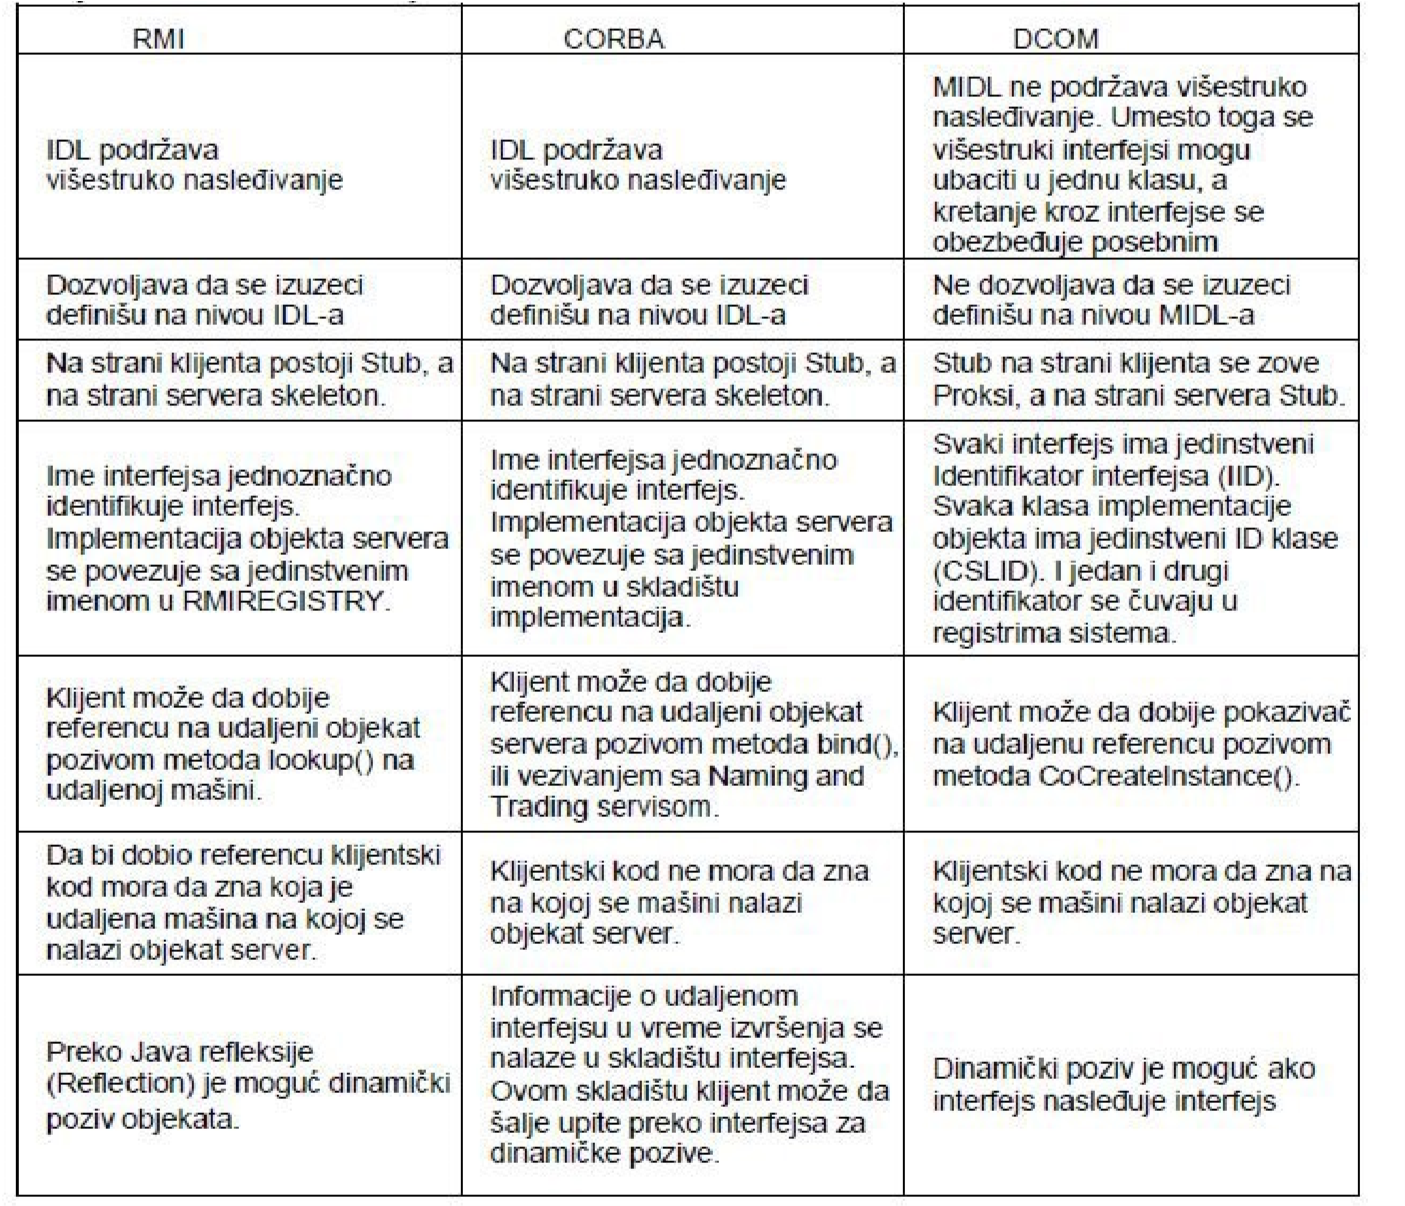 RMI
CORBA
DCOM
IDL podržava
višestruko nasleđivanje
IDL podržava
višestruko nasleđivanje
MIDL ne podržava višestruko
nasleđivanje. Umesto toga se
višestruki interfejsi mogu
ubaciti u jednu klasu, a
kretanje kroz interfejse se
obezbeđuje posebnim
Dozvoljava da se izuzeci
definišu na nivou IDL-a
Dozvoljava da se izuzeci
definišu na nivou IDL-a
Ne dozvoljava da se izuzeci
definišu na nivou MIDL-a
Na strani klijenta postoji Stub, a
na strani servera skeleton.
Na strani klijenta postoji Stub, a
na strani servera skeleton.
Stub na strani klijenta se zove
Proksi, a na strani servera Stub.
Ime interfejsa jednoznačno
identifikuje interfejs.
Implementacija objekta servera
se povezuje sa jedinstvenim
imenom u RMIREGISTRY.
Ime interfejsa jednoznačno
identifikuje interfejs.
Implementacija objekta servera
se povezuje sa jedinstvenim
imenom u skladištu
implementacija.
Svaki interfejs ima jedinstveni
Identifikator interfejsa (IID).
Svaka klasa implementacije
objekta ima jedinstveni ID klase
(CSLID). I jedan i drugi
identifikator se čuvaju u
registrima sistema.
Klijent može da dobije
referencu na udaljeni objekat
pozivom metoda lookup() na
udaljenoj mašini.
Klijent može da dobije
referencu na udaljeni objekat
servera pozivom metoda bind(),
ili vezivanjem sa Naming and
Trading servisom.
Klijent može da dobije pokazivač
na udaljenu referencu pozivom
metoda CoCreateInstance().
Da bi dobio referencu klijentski
kod mora da zna koja je
udaljena mašina na kojoj se
nalazi objekat server.
Klijentski kod ne mora da zna
na kojoj se mašini nalazi
objekat server.
Klijentski kod ne mora da zna na
kojoj se mašini nalazi objekat
server.
Preko Java refleksije
(Reflection) je moguć dinamički
poziv objekata.
Informacije o udaljenom
interfejsu u vreme izvršenja se
nalaze u skladištu interfejsa.
Ovom skladištu klijent može da
šalje upite preko interfejsa za
dinamičke pozive.
Dinamički poziv je moguć ako
interfejs nasleđuje interfejs